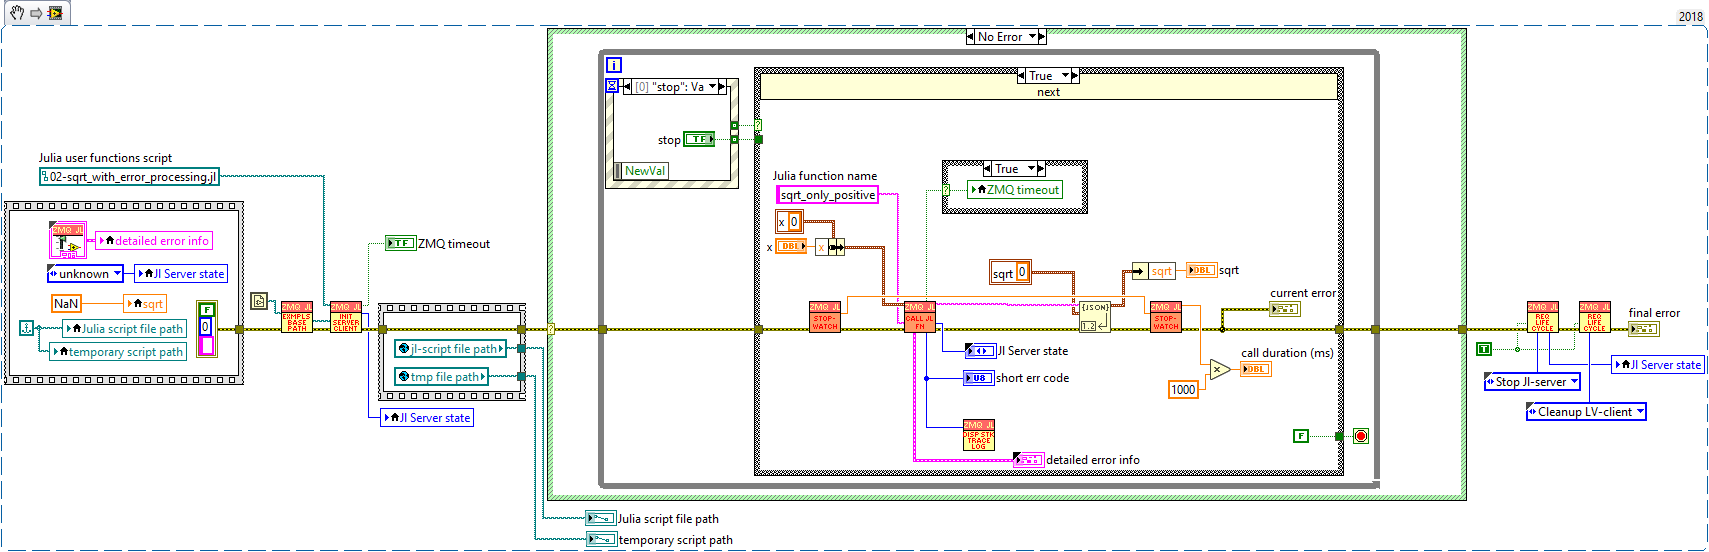 2018
No Error
i
[0] "stop": Va
stop
TF
NewVal
True
next
Julia user functions script
02-sqrt_with_error_processing.jl
ZMQ JL
detailed error info
unknown
Jl Server state
NaN
sqrt
Julia script file path
temporary script path
F
0
ZMQ JL
EXMPLS
BASE
PATH
ZMQ JL
INIT
SERVER
CLIENT
TF
ZMQ timeout
jl-script file path
tmp file path
Jl Server state
Julia function name
sqrt_only_positive
x 0
x
DBL
x
True
ZMQ timeout
ZMQ JL
STOP-
WATCH
ZMQ JL
CALL JL
FN
sqrt 0
{JSON}
1.2
sqrt
DBL
sqrt
ZMQ JL
STOP-
WATCH
current error
Jl Server state
U8
short err code
call duration (ms)
x
DBL
1000
ZMQ JL
DISP STK
TRACE
LOG
detailed error info
F
Julia script file path
temporary script path
ZMQ JL
REQ
LIFE
CYCLE
ZMQ JL
REQ
LIFE
CYCLE
final error
T
Jl Server state
Stop Jl-server
Cleanup LV-client